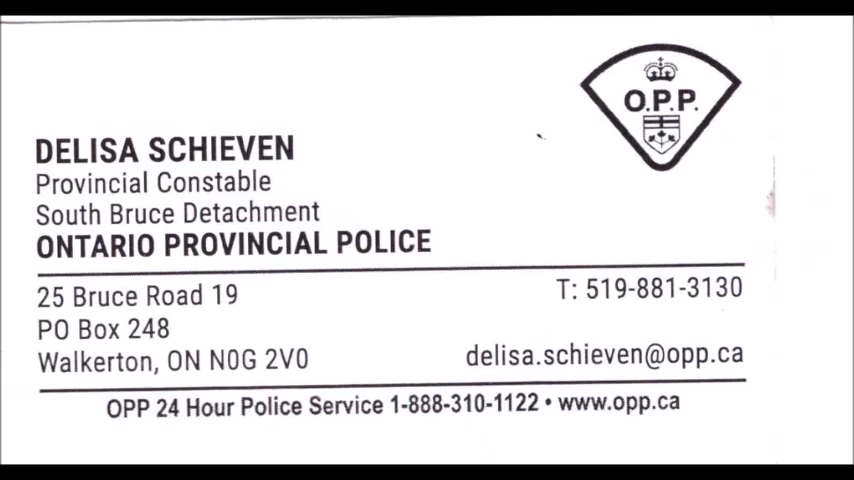 O.P.P.
DELISA SCHIEVEN
Provincial Constable
South Bruce Detachment
ONTARIO PROVINCIAL POLICE
25 Bruce Road 19
T: 519-881-3130
PO Box 248
Walkerton, ON N0G 2V0
delisa.schieven@opp.ca
OPP 24 Hour Police Service 1-888-310-1122 • www.opp.ca